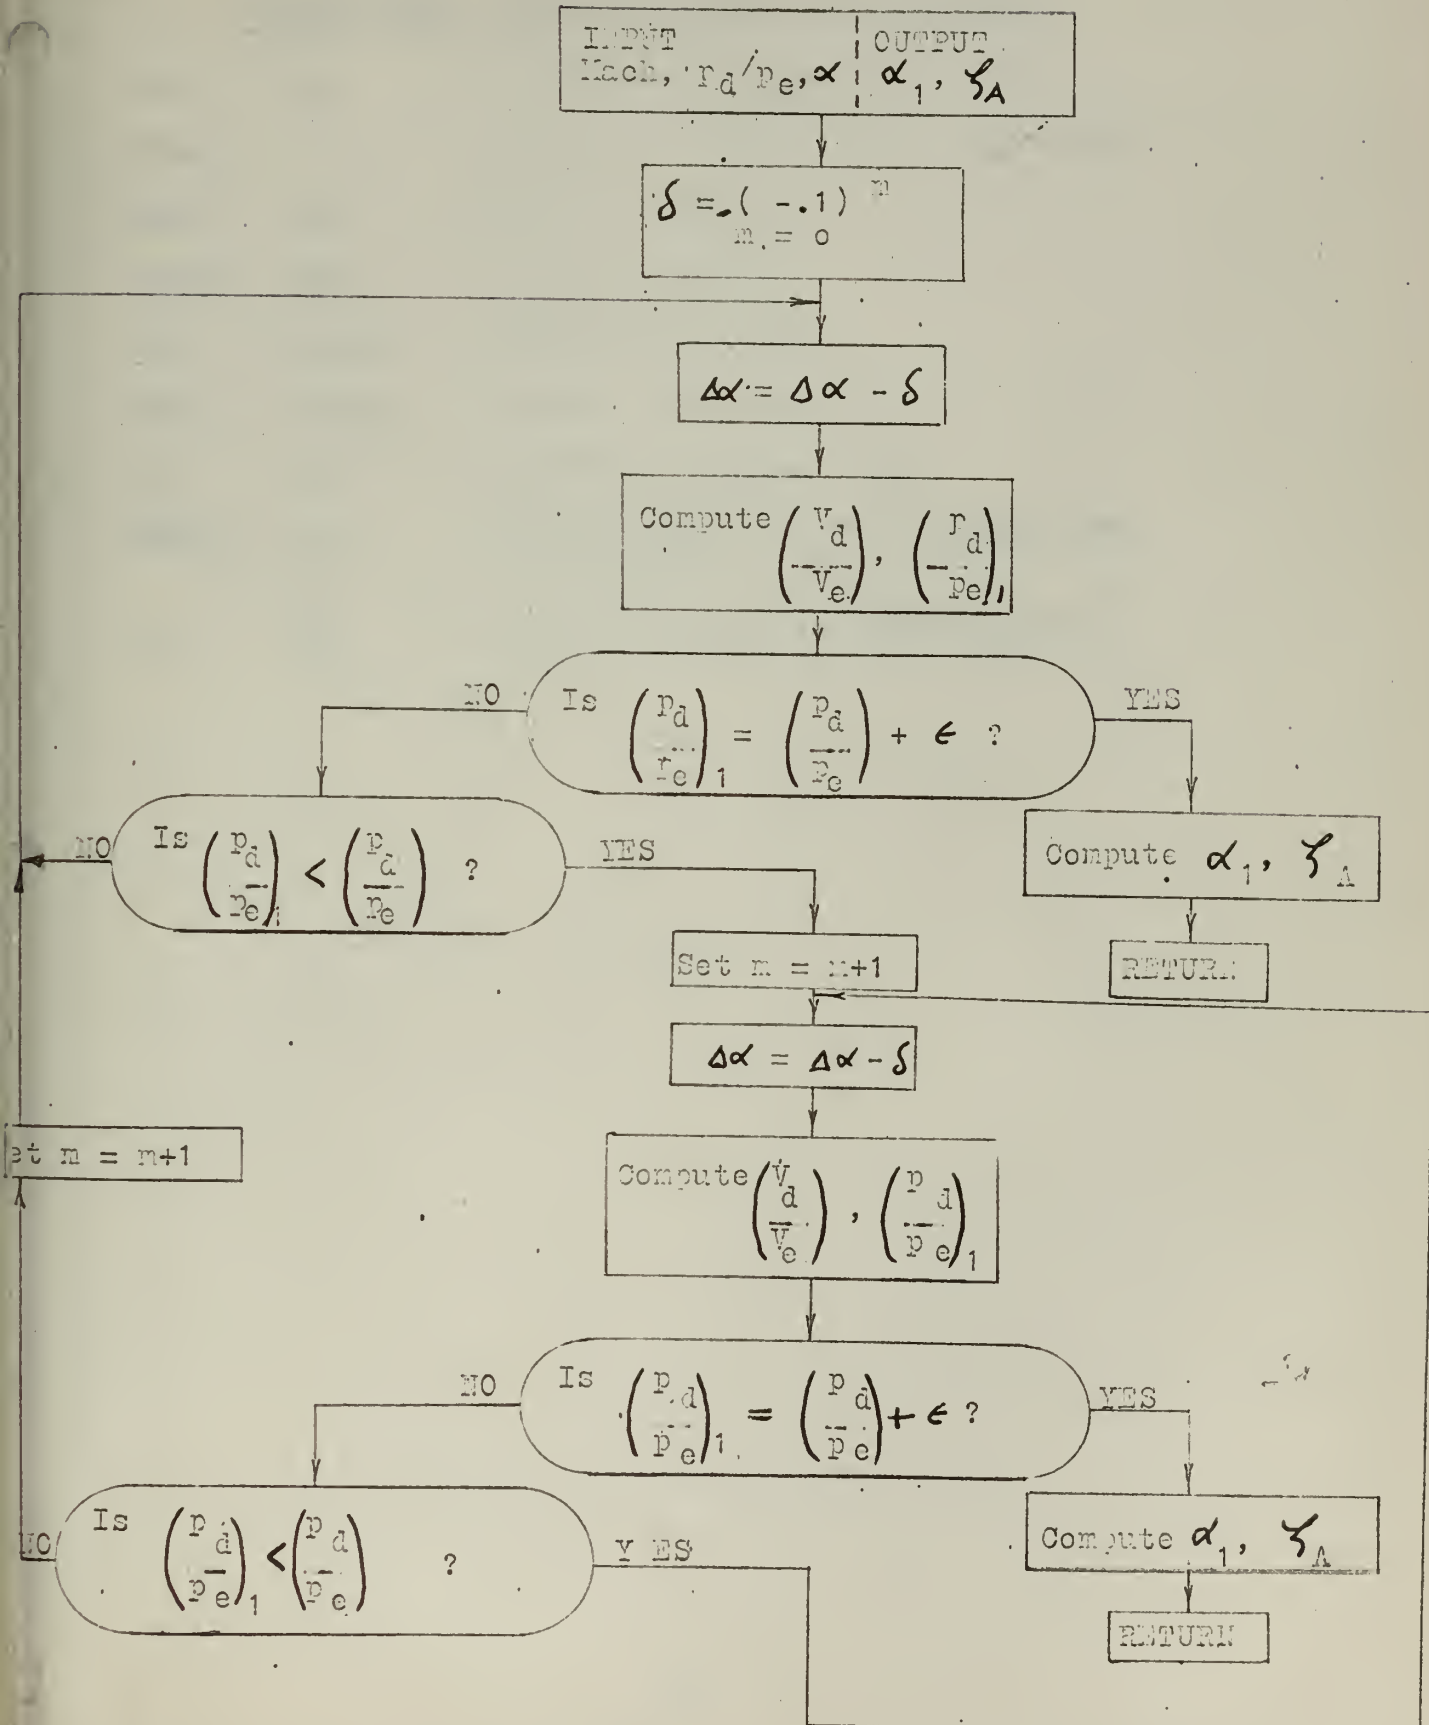 INPUT
Mach, p_d/p_e, α
OUTPUT
α_1, ζ_A
δ = .( -.1) ^m
m = o
Δα = Δα - δ
Compute (V_d/V_e), (p_d/p_e)_1
NO
Is (p_d/p_e)_1 = (p_d/p_e) + ϵ ?
YES
NO
Is (p_d/p_e)_1 < (p_d/p_e) ?
YES
Compute α_1, ζ_A
RETURN
Set m = m+1
Δα = Δα - δ
et m = m+1
Compute (V_d/V_e), (p_d/p_e)_1
NO
Is (p_d/p_e)_1 = (p_d/p_e) + ϵ ?
YES
NO
Is (p_d/p_e)_1 < (p_d/p_e) ?
Y ES
Compute α_1, ζ_A
RETURN